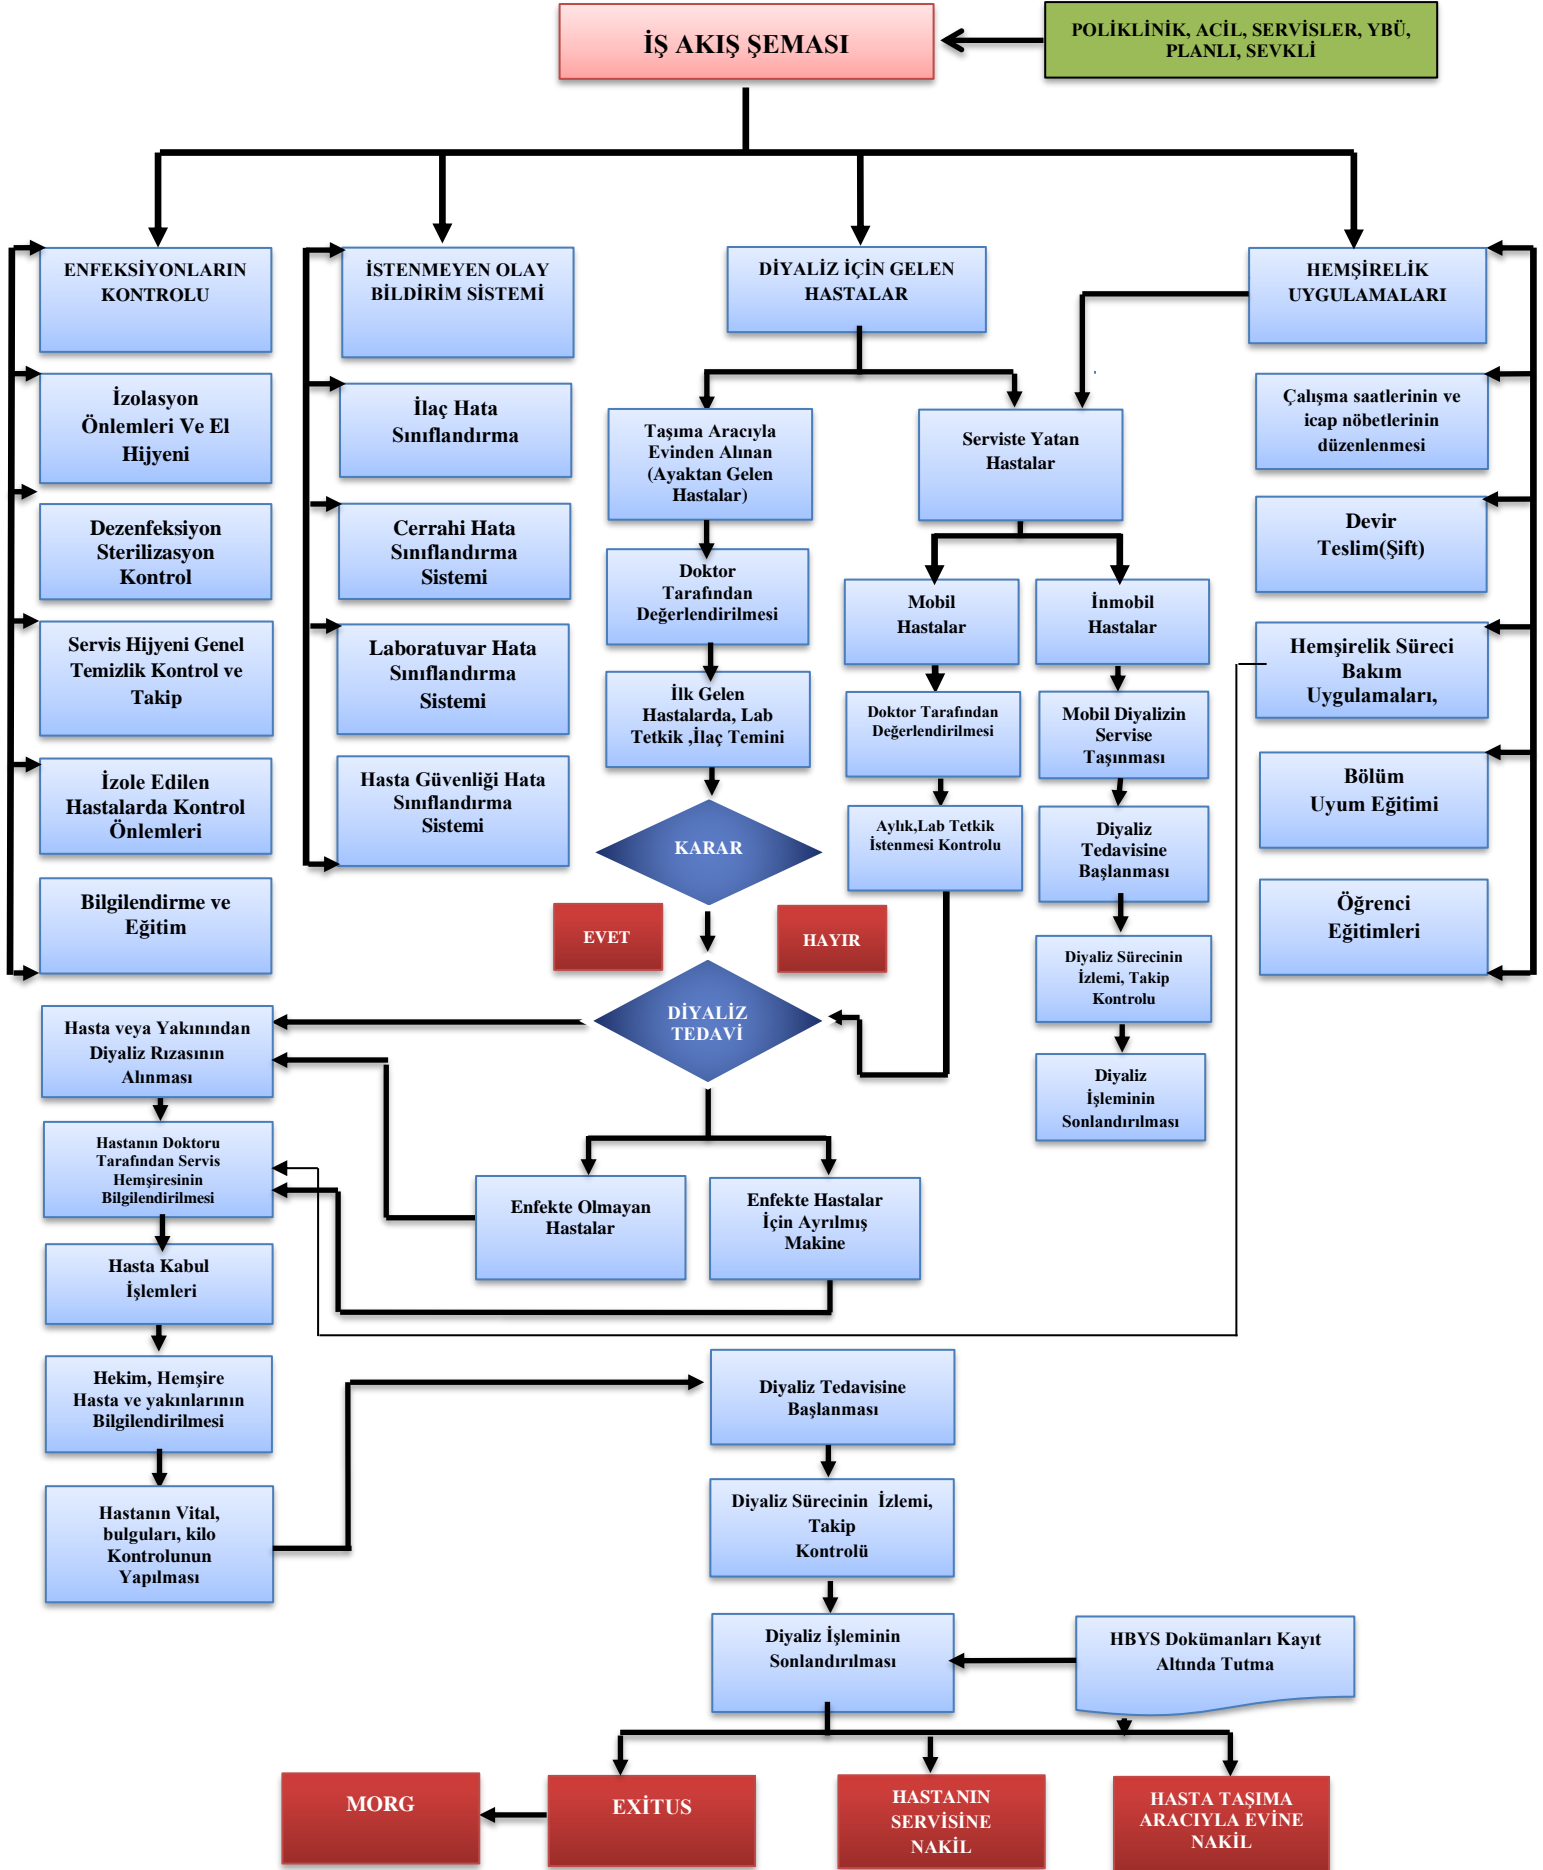 İŞ AKIŞ ŞEMASI
POLİKLİNİK, ACİL, SERVİSLER, YBÜ,
PLANLI, SEVKLİ
ENFEKSİYONLARIN
KONTROLU
İSTENMEYEN OLAY
BİLDİRİM SİSTEMİ
DİYALİZ İÇİN GELEN
HASTALAR
HEMŞİRELİK
UYGULAMALARI
İzolasyon
Önlemleri Ve El
Hijyeni
Dezenfeksiyon
Sterilizasyon
Kontrol
Servis Hijyeni Genel
Temizlik Kontrol ve
Takip
İzole Edilen
Hastalarda Kontrol
Önlemleri
Bilgilendirme ve
Eğitim
İlaç Hata
Sınıflandırma
Cerrahi Hata
Sınıflandırma
Sistemi
Laboratuvar Hata
Sınıflandırma
Sistemi
Hasta Güvenliği Hata
Sınıflandırma
Sistemi
Taşıma Aracıyla
Evinden Alınan
(Ayaktan Gelen
Hastalar)
Doktor
Tarafından
Değerlendirilmesi
İlk Gelen
Hastalarda, Lab
Tetkik ,İlaç Temini
KARAR
EVET
HAYIR
DİYALİZ
TEDAVİ
Serviste Yatan
Hastalar
Mobil
Hastalar
Doktor Tarafından
Değerlendirilmesi
Aylık,Lab Tetkik
İstenmesi Kontrolu
İnmobil
Hastalar
Mobil Diyalizin
Servise
Taşınması
Diyaliz
Tedavisine
Başlanması
Diyaliz Sürecinin
İzlemi, Takip
Kontrolu
Diyaliz
İşleminin
Sonlandırılması
Çalışma saatlerinin ve
icap nöbetlerinin
düzenlenmesi
Devir
Teslim(Şift)
Hemşirelik Süreci
Bakım
Uygulamaları,
Bölüm
Uyum Eğitimi
Öğrenci
Eğitimleri
Hasta veya Yakınından
Diyaliz Rızasının
Alınması
Hastanın Doktoru
Tarafından Servis
Hemşiresinin
Bilgilendirilmesi
Enfekte Olmayan
Hastalar
Enfekte Hastalar
İçin Ayrılmış
Makine
Hasta Kabul
İşlemleri
Hekim, Hemşire
Hasta ve yakınlarının
Bilgilendirilmesi
Hastanın Vital,
bulguları, kilo
Kontrolunun
Yapılması
Diyaliz Tedavisine
Başlanması
Diyaliz Sürecinin İzlemi,
Takip
Kontrolü
Diyaliz İşleminin
Sonlandırılması
HBYS Dokümanları Kayıt
Altında Tutma
MORG
EXİTUS
HASTANIN
SERVİSİNE
NAKİL
HASTA TAŞIMA
ARACIYLA EVİNE
NAKİL